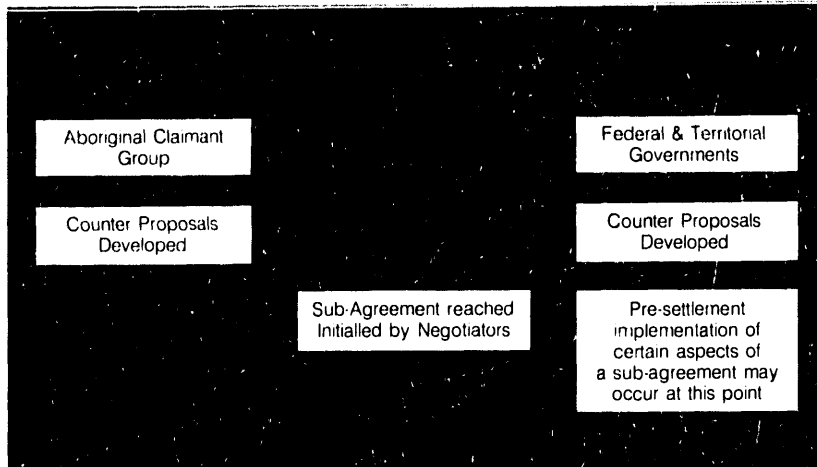 Aboriginal Claimant
Group
Federal & Territorial
Governments
Counter Proposals
Developed
Counter Proposals
Developed
Sub-Agreement reached
Initialled by Negotiators
Pre-settlement
implementation of
certain aspects of
a sub-agreement may
occur at this point